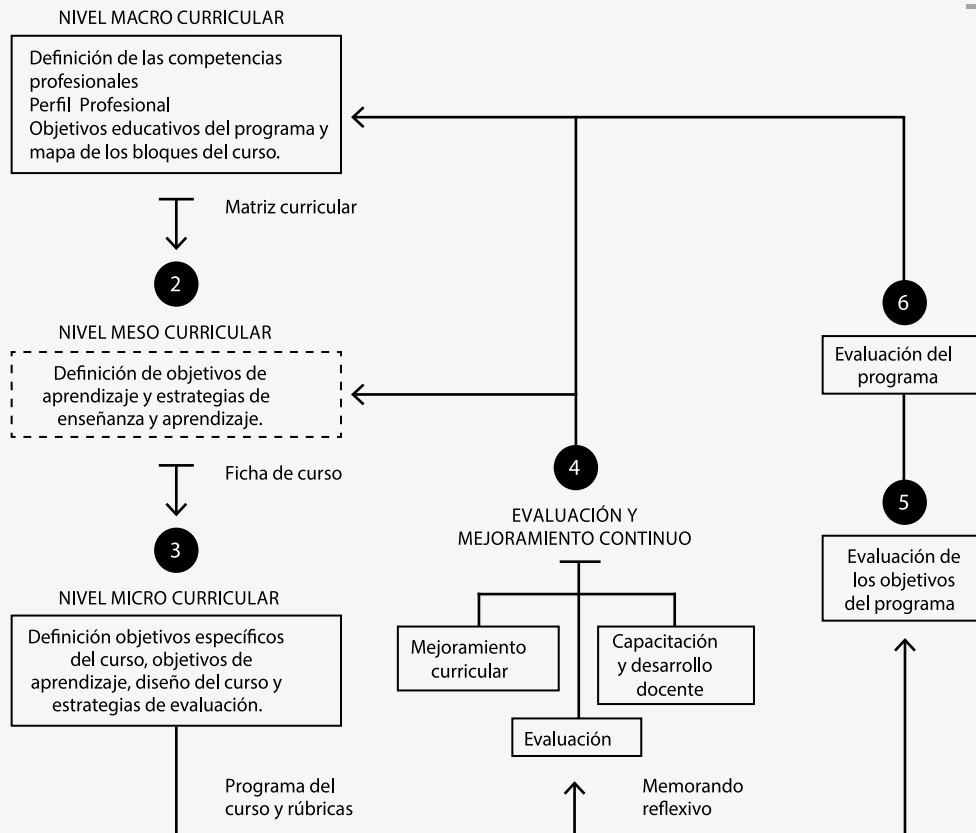 NIVEL MACRO CURRICULAR
Definición de las competencias
profesionales
Perfil Profesional
Objetivos educativos del programa y
mapa de los bloques del curso.
Matriz curricular
2
NIVEL MESO CURRICULAR
Definición de objetivos de
aprendizaje y estrategias de
enseñanza y aprendizaje.
Ficha de curso
3
NIVEL MICRO CURRICULAR
Definición objetivos específicos
del curso, objetivos de
aprendizaje, diseño del curso y
estrategias de evaluación.
Programa del
curso y rúbricas
4
EVALUACIÓN Y
MEJORAMIENTO CONTINUO
Mejoramiento
curricular
Capacitación
y desarrollo
docente
Evaluación
Memorando
reflexivo
6
Evaluación del
programa
5
Evaluación de
los objetivos
del programa